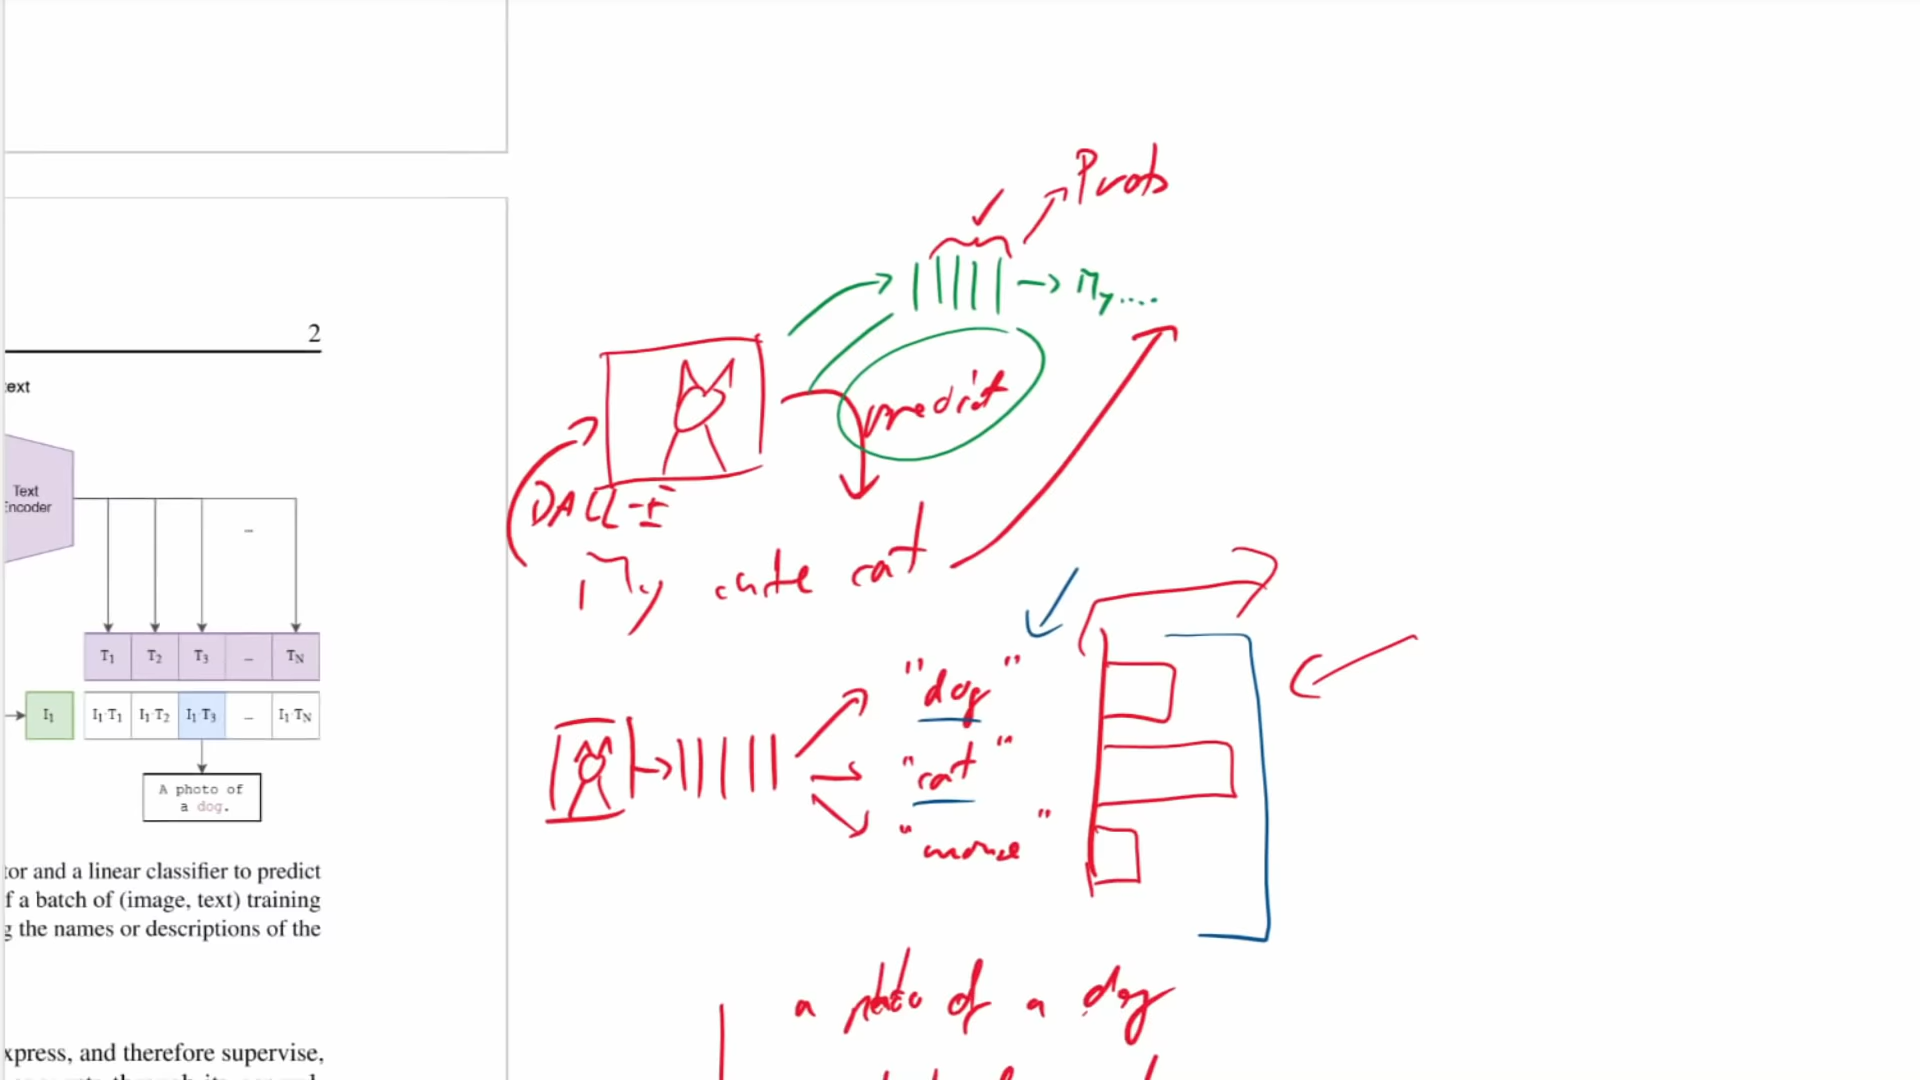 2
ext
Text
Encoder
T1 T2 T3 ... TN
I1 I1·T1 I1·T2 I1·T3 ... I1·TN
A photo of
a dog.
tor and a linear classifier to predict
f a batch of (image, text) training
g the names or descriptions of the
xpress, and therefore supervise,
Prob
My....
predict
DALL-E
My cute cat
"dog"
"cat"
"mouse"
a photo of a dog